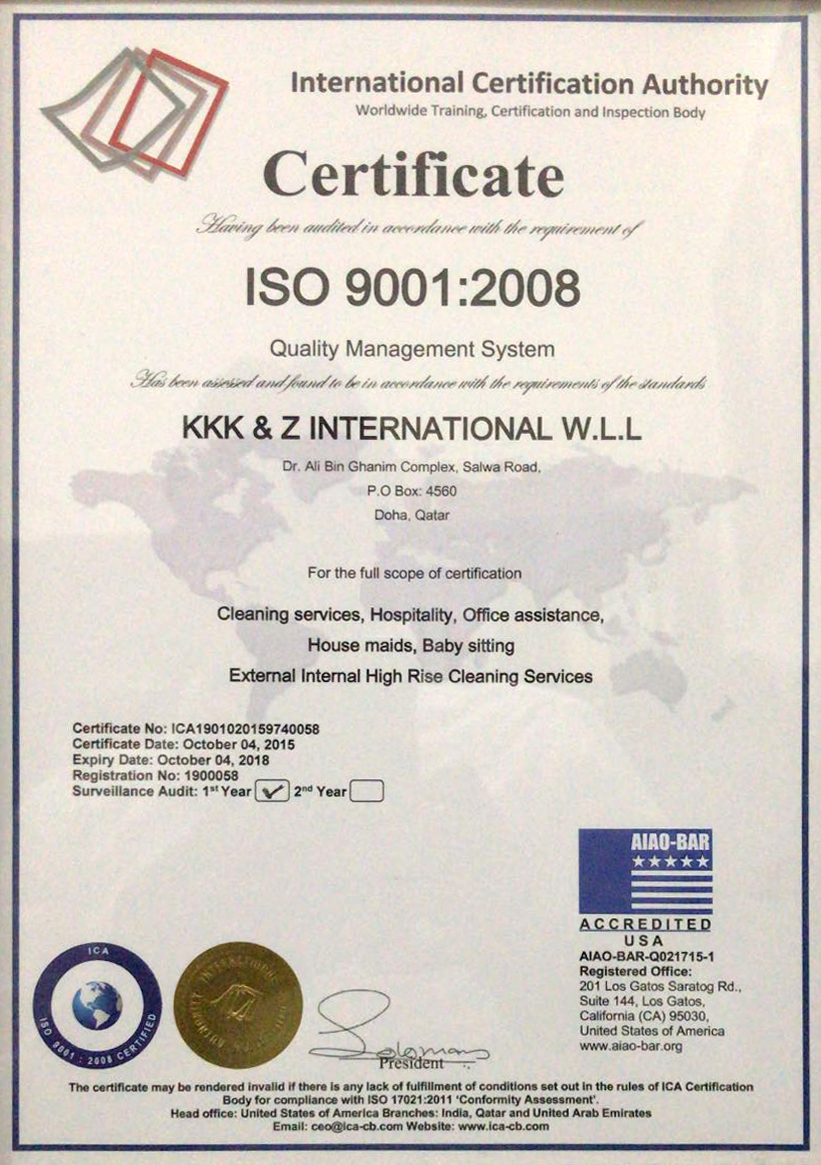 International Certification Authority
Worldwide Training, Certification and Inspection Body
Certificate
Having been audited in accordance with the requirement of
ISO 9001:2008
Quality Management System
Has been assessed and found to be in accordance with the requirements of the standards
KKK & Z INTERNATIONAL W.L.L
Dr. Ali Bin Ghanim Complex, Salwa Road,
P.O Box: 4560
Doha, Qatar
For the full scope of certification
Cleaning services, Hospitality, Office assistance,
House maids, Baby sitting
External Internal High Rise Cleaning Services
Certificate No: ICA1901020159740058
Certificate Date: October 04, 2015
Expiry Date: October 04, 2018
Registration No: 1900058
Surveillance Audit: 1st Year ✓ 2nd Year
AIAO-BAR
ACCREDITED
USA
AIAO-BAR-Q021715-1
Registered Office:
201 Los Gatos Saratog Rd.,
Suite 144, Los Gatos,
California (CA) 95030,
United States of America
www.aiao-bar.org
ICA
ISO 9001 : 2008 CERTIFIED
INTERNATIONAL
AUTHORITY
Solomans
President
The certificate may be rendered invalid if there is any lack of fulfillment of conditions set out in the rules of ICA Certification
Body for compliance with ISO 17021:2011 'Conformity Assessment'.
Head office: United States of America Branches: India, Qatar and United Arab Emirates
Email: ceo@ica-cb.com Website: www.ica-cb.com